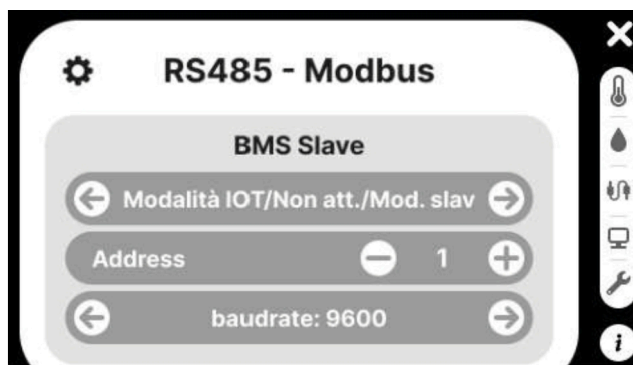 RS485 - Modbus
BMS Slave
Modalità IOT/Non att./Mod. slav
Address 1
baudrate: 9600
i